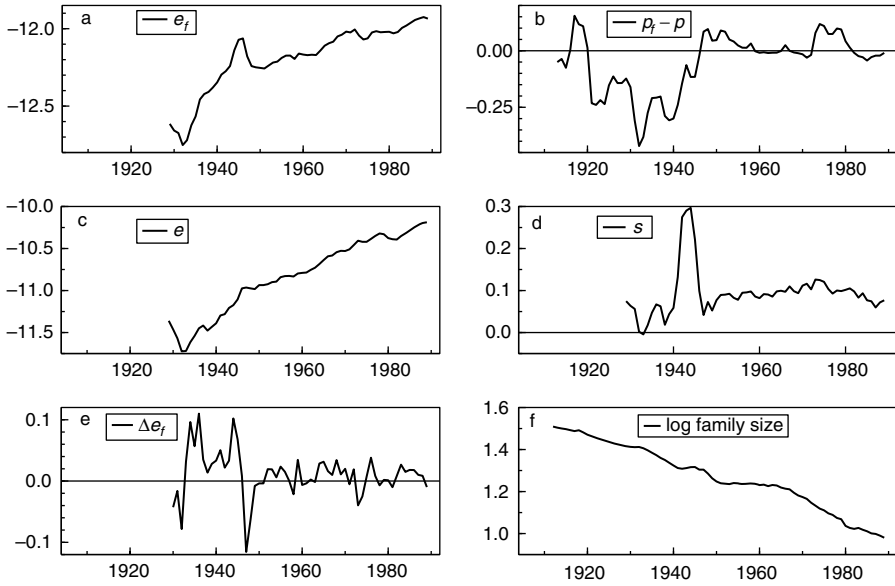 a
e_f
−12.0
−12.5
1920 1940 1960 1980
b
p_f − p
0.00
−0.25
1920 1940 1960 1980
c
e
−10.0
−10.5
−11.0
−11.5
1920 1940 1960 1980
d
s
0.3
0.2
0.1
0.0
1920 1940 1960 1980
e
Δe_f
0.1
0.0
−0.1
1920 1940 1960 1980
f
log family size
1.6
1.4
1.2
1.0
1920 1940 1960 1980